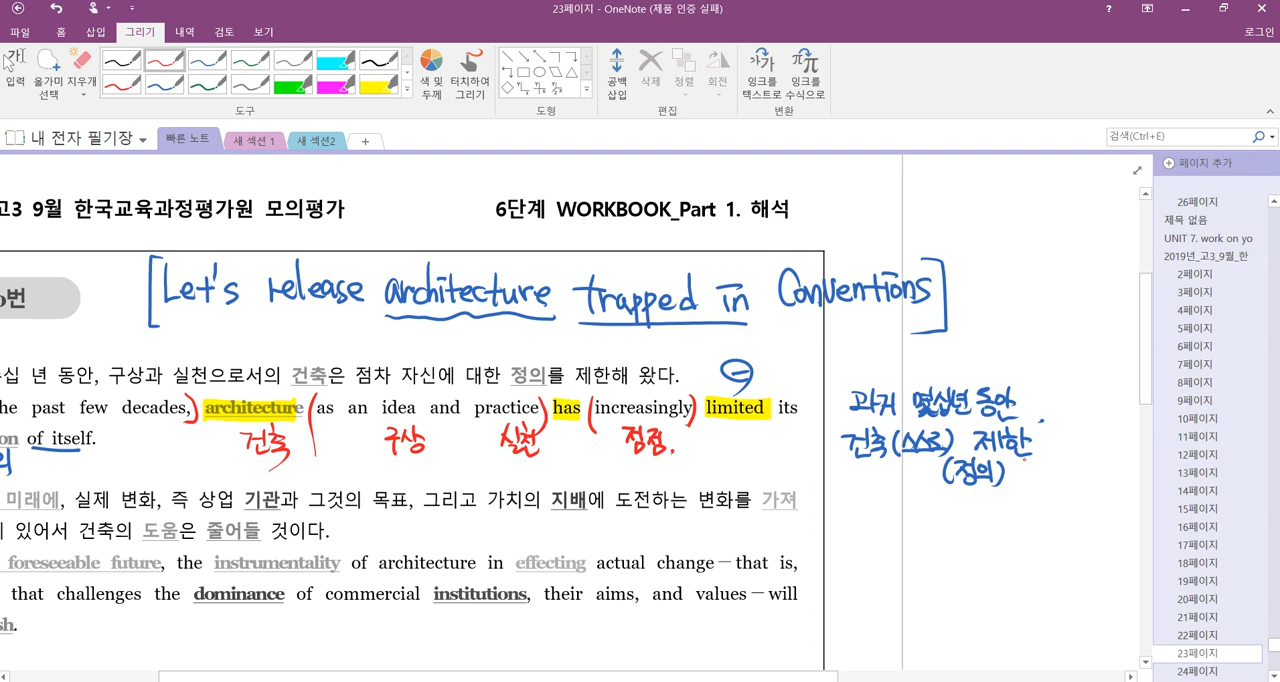 23페이지 - OneNote (제품 인증 실패)
파일 홈 삽입 그리기 내역 검토 보기 로그인
입력 올가미 선택 지우개 색 및 두께 터치하여 그리기 공백 삽입 삭제 정렬 회전 잉크를 텍스트로 잉크를 수식으로
도구 도형 편집 변환
내 전자 필기장 빠른 노트 새 섹션 1 새 섹션2 검색(Ctrl+E)
페이지 추가
고3 9월 한국교육과정평가원 모의평가 6단계 WORKBOOK_Part 1. 해석
번
[Let's release architecture trapped in Conventions]
십 년 동안, 구상과 실천으로서의 건축은 점차 자신에 대한 정의를 제한해 왔다.
he past few decades,) architecture (as an idea and practice) has (increasingly) limited its
on of itself.
건축 구상 실천 점점.
의
과거 몇십년 동안
건축(스스로) 제한
(정의)
미래에, 실제 변화, 즉 상업 기관과 그것의 목표, 그리고 가치의 지배에 도전하는 변화를 가져
있어서 건축의 도움은 줄어들 것이다.
foreseeable future, the instrumentality of architecture in effecting actual change—that is,
that challenges the dominance of commercial institutions, their aims, and values—will
sh.
26페이지
제목 없음
UNIT 7. work on yo
2019년_고3_9월_한
2페이지
3페이지
4페이지
5페이지
6페이지
7페이지
8페이지
9페이지
10페이지
11페이지
12페이지
13페이지
14페이지
15페이지
16페이지
17페이지
18페이지
19페이지
20페이지
21페이지
22페이지
23페이지
24페이지